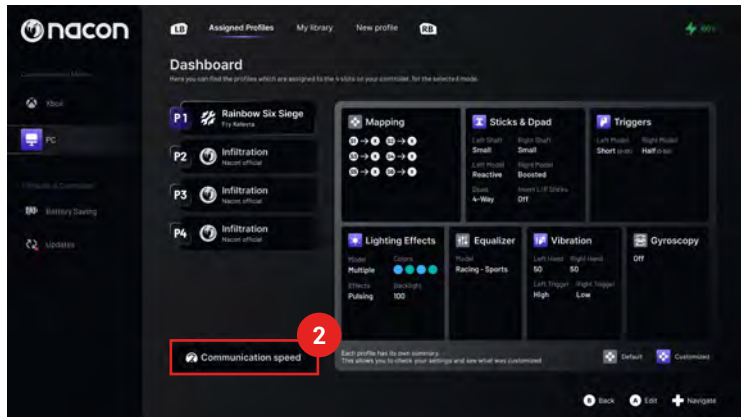 nacon
LB Assigned Profiles My library New profile RB
Dashboard
Here you can find the profiles which are assigned to the 4 slots on your controller, for the selected mode.
Xbox
PC
Battery Saving
Updates
P1 Rainbow Six Siege
P2 Infiltration
Nacon official
P3 Infiltration
Nacon official
P4 Infiltration
Nacon official
Communication speed
2
Mapping
Sticks & Dpad
Left Shaft Right Shaft
Small Small
Left Model Right Model
Reactive Boosted
Dpad
4-Way Off
Triggers
Left Model Right Model
Short Half
Lighting Effects
Model Colors
Multiple
Effects Backlight
Pulsing 100
Equalizer
Model
Racing - Sports
Vibration
Left Hand Right Hand
50 50
Left Trigger Right Trigger
High Low
Gyroscopy
Off
Each profile has its own summary.
This allows you to check your settings and see what was customized
Default Customized
B Back A Edit Navigate